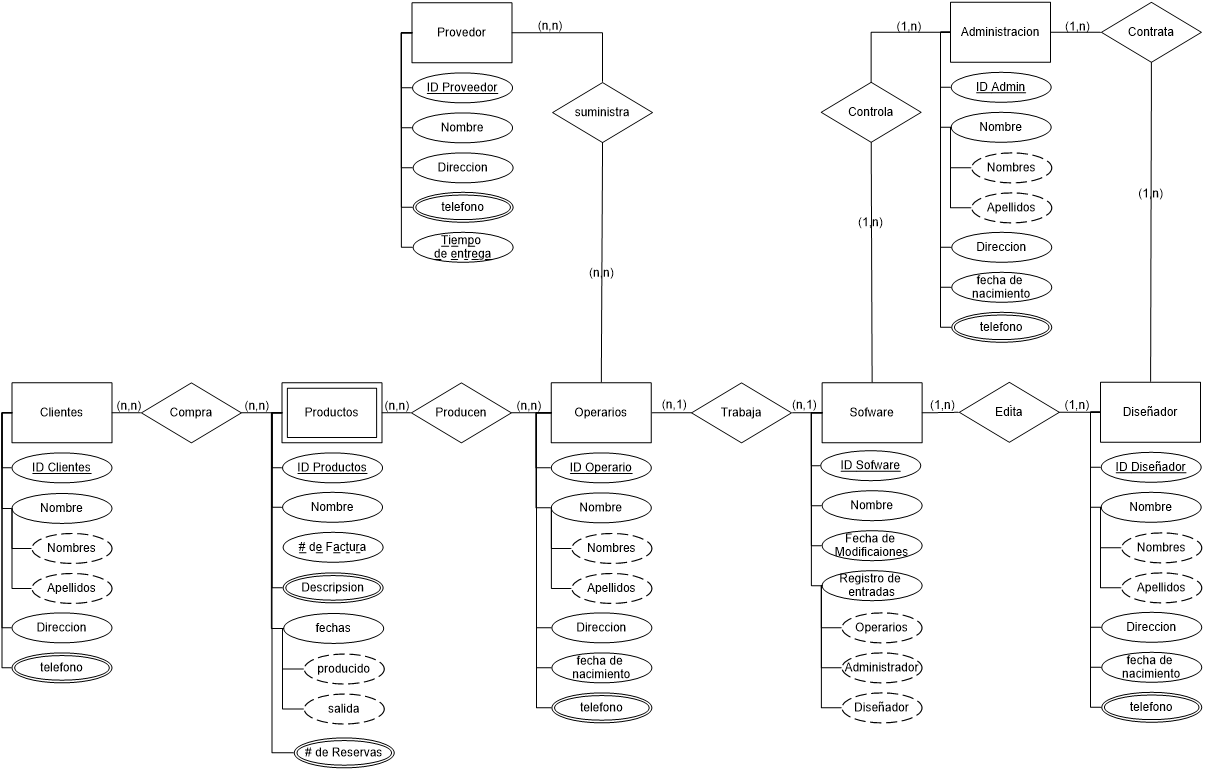 Provedor
(n,n)
ID Proveedor
Nombre
Direccion
telefono
Tiempo
de entrega
suministra
(n,n)
(1,n)
Administracion
(1,n)
Contrata
Controla
ID Admin
Nombre
Nombres
Apellidos
Direccion
fecha de
nacimiento
telefono
(1,n)
(1,n)
Clientes
(n,n)
Compra
(n,n)
Productos
(n,n)
Producen
(n,n)
Operarios
(n,1)
Trabaja
(n,1)
Sofware
(1,n)
Edita
(1,n)
Diseñador
ID Clientes
Nombre
Nombres
Apellidos
Direccion
telefono
ID Productos
Nombre
# de Factura
Descripsion
fechas
producido
salida
# de Reservas
ID Operario
Nombre
Nombres
Apellidos
Direccion
fecha de
nacimiento
telefono
ID Sofware
Nombre
Fecha de
Modificaiones
Registro de
entradas
Operarios
Administrador
Diseñador
ID Diseñador
Nombre
Nombres
Apellidos
Direccion
fecha de
nacimiento
telefono